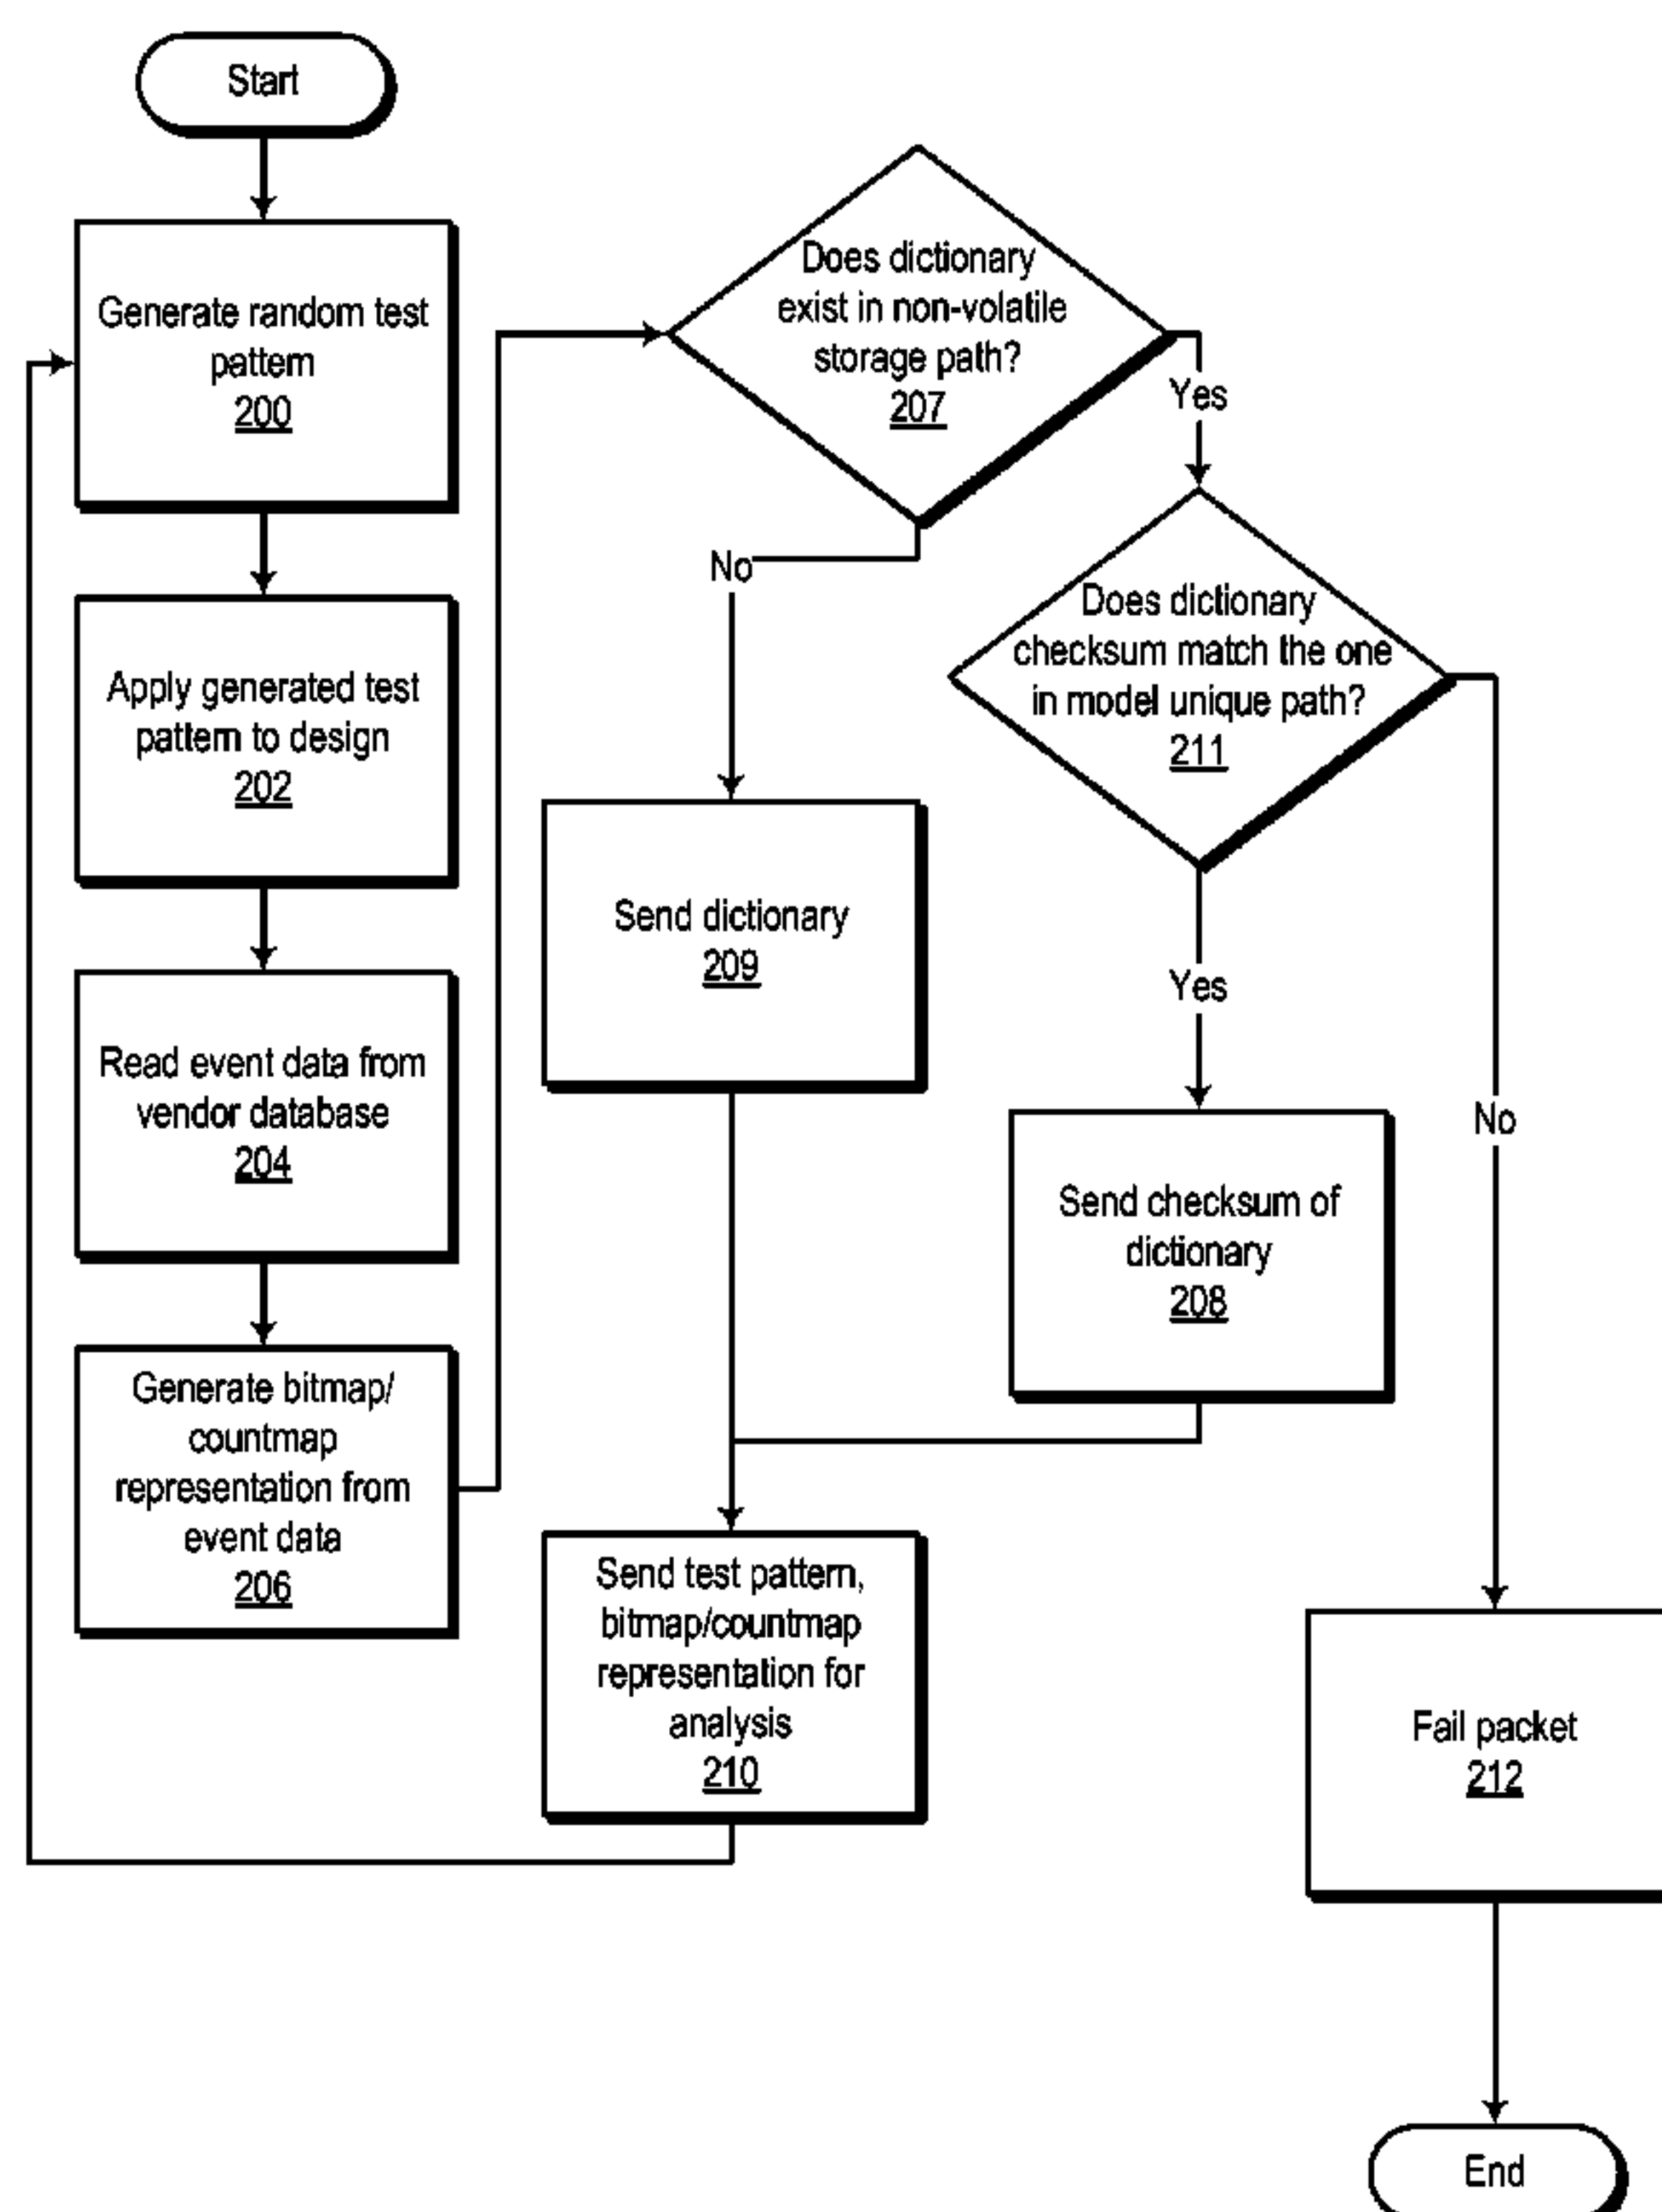 Start
Generate random test
pattern
200
Apply generated test
pattern to design
202
Read event data from
vendor database
204
Generate bitmap/
countmap
representation from
event data
206
Does dictionary
exist in non-volatile
storage path?
207
Yes
No
Does dictionary
checksum match the one
in model unique path?
211
Send dictionary
209
Yes
No
Send checksum of
dictionary
208
Send test pattern,
bitmap/countmap
representation for
analysis
210
Fail packet
212
End